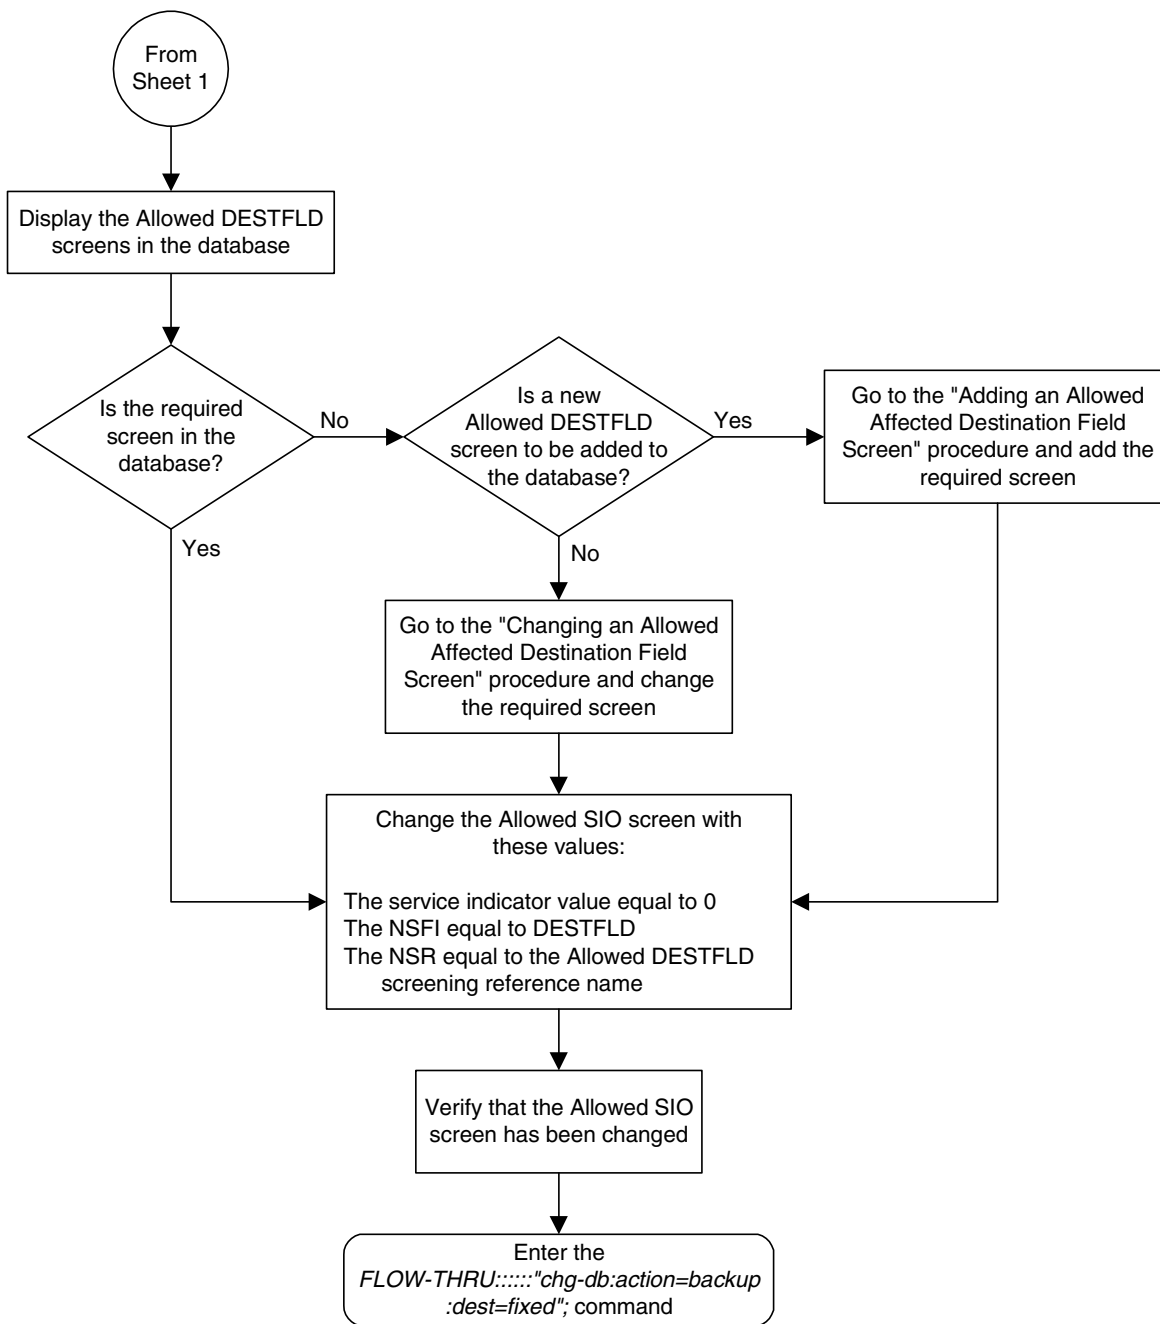 From
Sheet 1
Display the Allowed DESTFLD
screens in the database
Is the required
screen in the
database?
No
Yes
Is a new
Allowed DESTFLD
screen to be added to
the database?
Yes
No
Go to the "Adding an Allowed
Affected Destination Field
Screen" procedure and add the
required screen
Go to the "Changing an Allowed
Affected Destination Field
Screen" procedure and change
the required screen
Change the Allowed SIO screen with
these values:
The service indicator value equal to 0
The NSFI equal to DESTFLD
The NSR equal to the Allowed DESTFLD
screening reference name
Verify that the Allowed SIO
screen has been changed
Enter the
FLOW-THRU::::::"chg-db:action=backup
:dest=fixed"; command